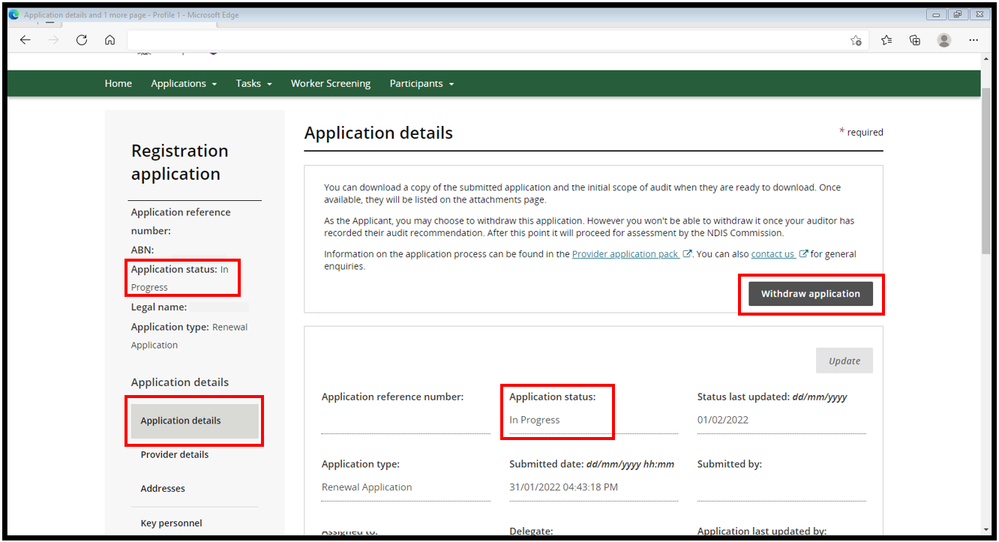 Application details and 1 more page - Profile 1 - Microsoft Edge
Home Applications Tasks Worker Screening Participants
Registration
application
Application reference
number:
ABN:
Application status: In
Progress
Legal name:
Application type: Renewal
Application
Application details
Application details
Provider details
Addresses
Key personnel
Application details
* required
You can download a copy of the submitted application and the initial scope of audit when they are ready to download. Once
available, they will be listed on the attachments page.
As the Applicant, you may choose to withdraw this application. However you won't be able to withdraw it once your auditor has
recorded their audit recommendation. After this point it will proceed for assessment by the NDIS Commission.
Information on the application process can be found in the Provider application pack . You can also contact us for general
enquiries.
Withdraw application
Update
Application reference number:
Application status:
In Progress
Status last updated: dd/mm/yyyy
01/02/2022
Application type:
Renewal Application
Submitted date: dd/mm/yyyy hh:mm
31/01/2022 04:43:18 PM
Submitted by:
Assigned to:
Delegate:
Application last updated by: